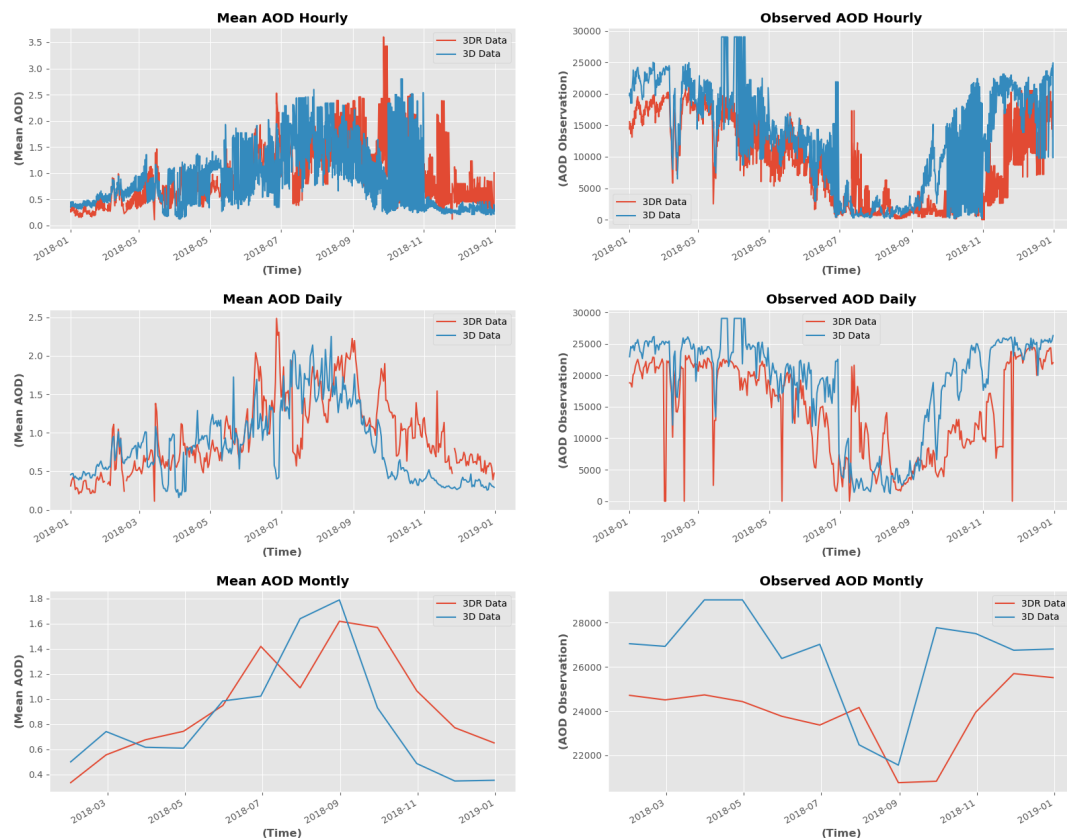 Mean AOD Hourly
(Mean AOD)
3.5
3.0
2.5
2.0
1.5
1.0
0.5
0.0
3DR Data
3D Data
2018-01
2018-03
2018-05
2018-07
2018-09
2018-11
2019-01
(Time)
Observed AOD Hourly
(AOD Observation)
30000
25000
20000
15000
10000
5000
0
3DR Data
3D Data
2018-01
2018-03
2018-05
2018-07
2018-09
2018-11
2019-01
(Time)
Mean AOD Daily
(Mean AOD)
2.5
2.0
1.5
1.0
0.5
0.0
3DR Data
3D Data
2018-01
2018-03
2018-05
2018-07
2018-09
2018-11
2019-01
(Time)
Observed AOD Daily
(AOD Observation)
30000
25000
20000
15000
10000
5000
0
3DR Data
3D Data
2018-01
2018-03
2018-05
2018-07
2018-09
2018-11
2019-01
(Time)
Mean AOD Montly
(Mean AOD)
1.8
1.6
1.4
1.2
1.0
0.8
0.6
0.4
3DR Data
3D Data
2018-03
2018-05
2018-07
2018-09
2018-11
2019-01
(Time)
Observed AOD Montly
(AOD Observation)
28000
26000
24000
22000
3DR Data
3D Data
2018-03
2018-05
2018-07
2018-09
2018-11
2019-01
(Time)